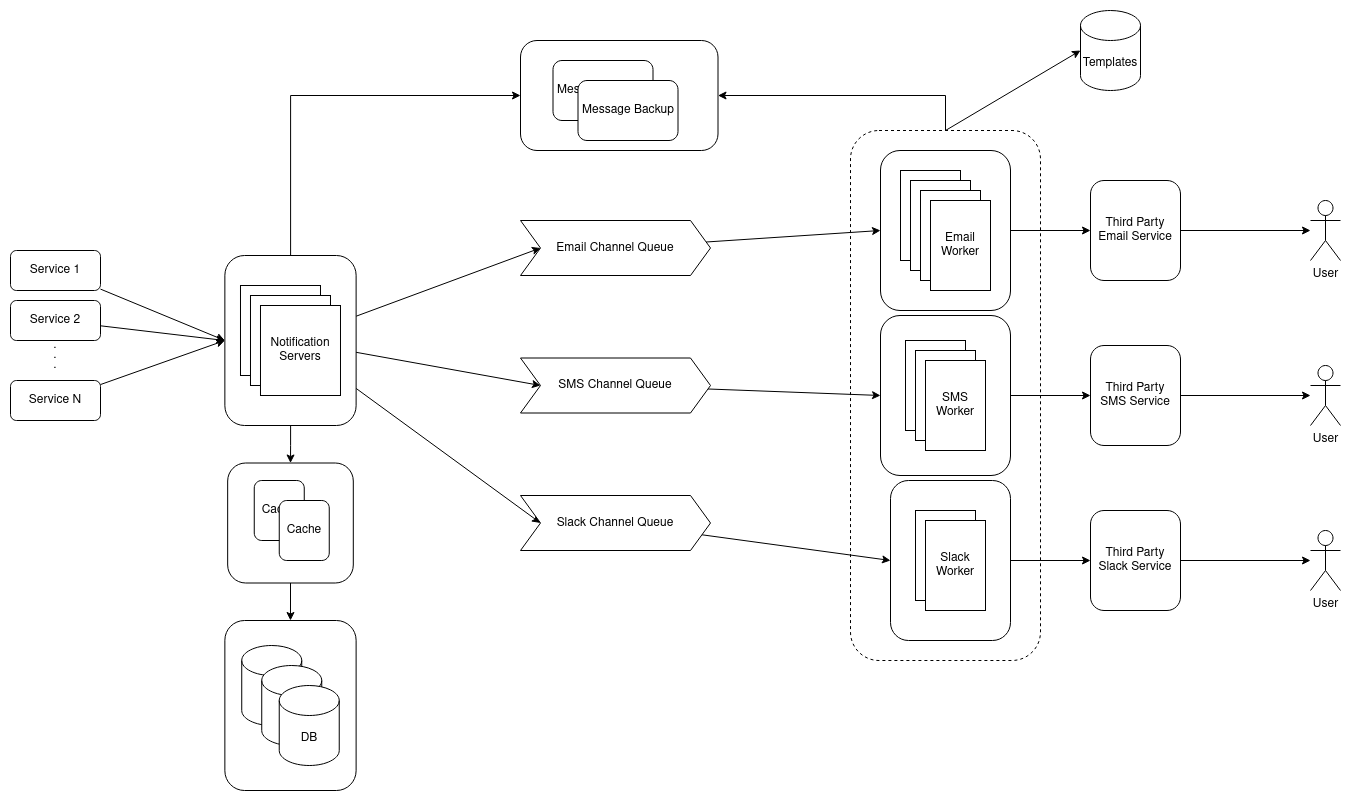 Templates
Mes
Message Backup
Service 1
Service 2
.
.
.
Service N
Notification
Servers
Email Channel Queue
SMS Channel Queue
Slack Channel Queue
Email
Worker
SMS
Worker
Slack
Worker
Third Party
Email Service
Third Party
SMS Service
Third Party
Slack Service
User
User
User
Cac
Cache
DB